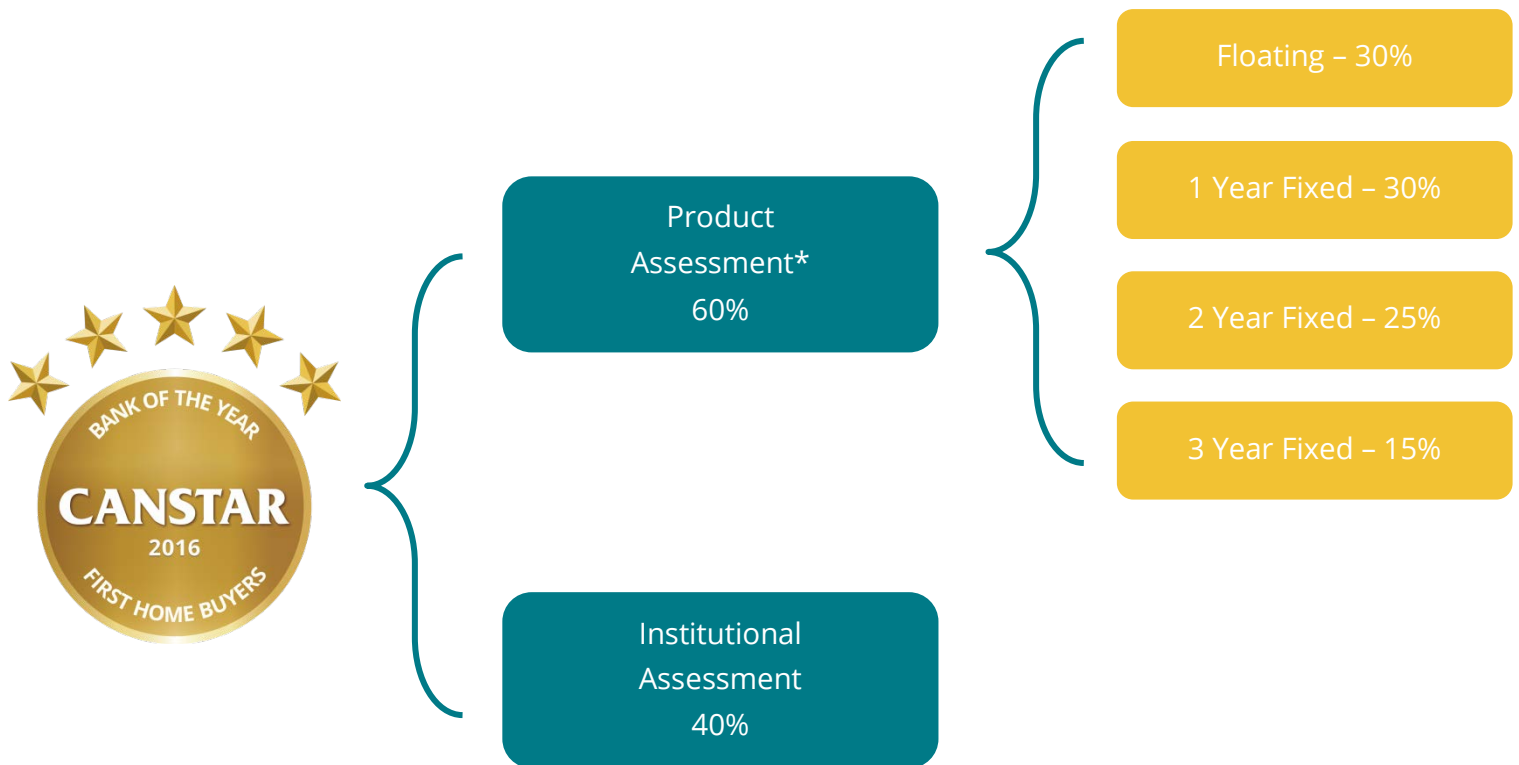 BANK OF THE YEAR
CANSTAR
2016
FIRST HOME BUYERS
Product
Assessment*
60%
Institutional
Assessment
40%
Floating – 30%
1 Year Fixed – 30%
2 Year Fixed – 25%
3 Year Fixed – 15%